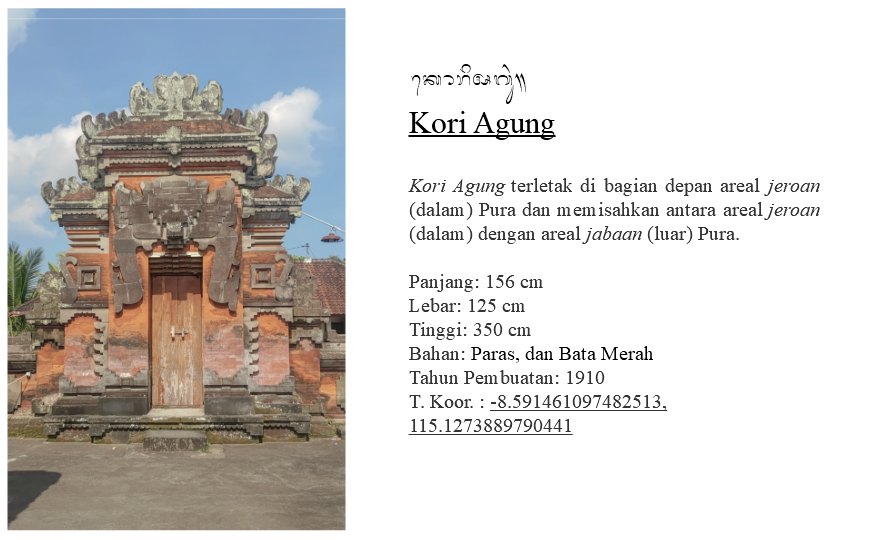 Kori Agung
Kori Agung terletak di bagian depan areal jeroan
(dalam) Pura dan memisahkan antara areal jeroan
(dalam) dengan areal jabaan (luar) Pura.
Panjang: 156 cm
Lebar: 125 cm
Tinggi: 350 cm
Bahan: Paras, dan Bata Merah
Tahun Pembuatan: 1910
T. Koor. : -8.591461097482513,
115.1273889790441